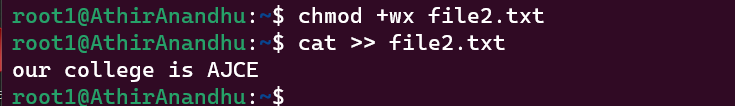 root1@AthirAnandhu:~$ chmod +wx file2.txt
root1@AthirAnandhu:~$ cat >> file2.txt
our college is AJCE
root1@AthirAnandhu:~$